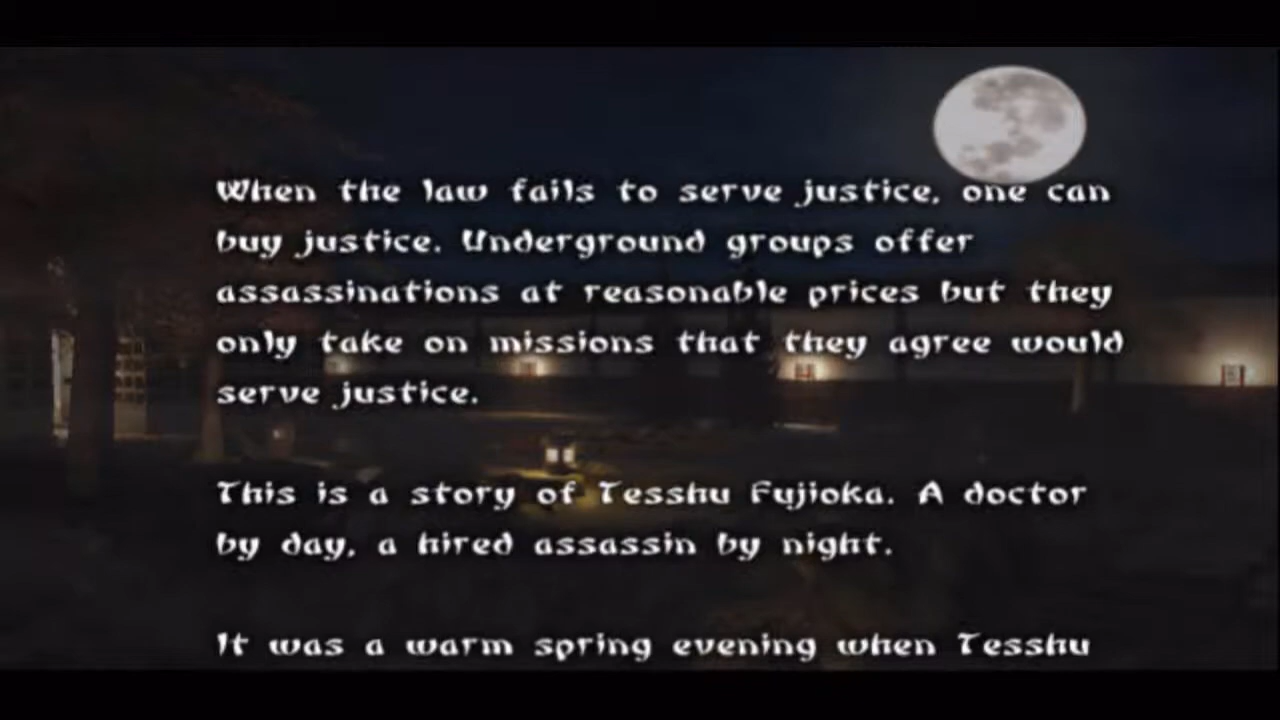 When the law fails to serve justice, one can
buy justice. Underground groups offer
assassinations at reasonable prices but they
only take on missions that they agree would
serve justice.
This is a story of Tesshu Fujioka. A doctor
by day, a hired assassin by night.
It was a warm spring evening when Tesshu